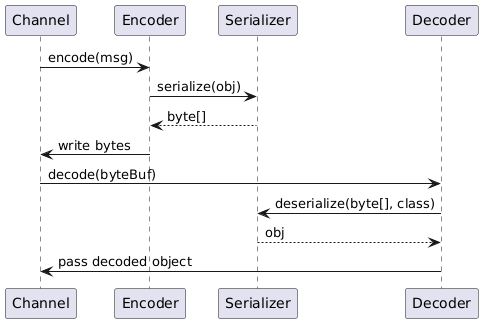 Channel Encoder Serializer Decoder
encode(msg)
serialize(obj)
byte[]
write bytes
decode(byteBuf)
deserialize(byte[], class)
obj
pass decoded object
Channel Encoder Serializer Decoder